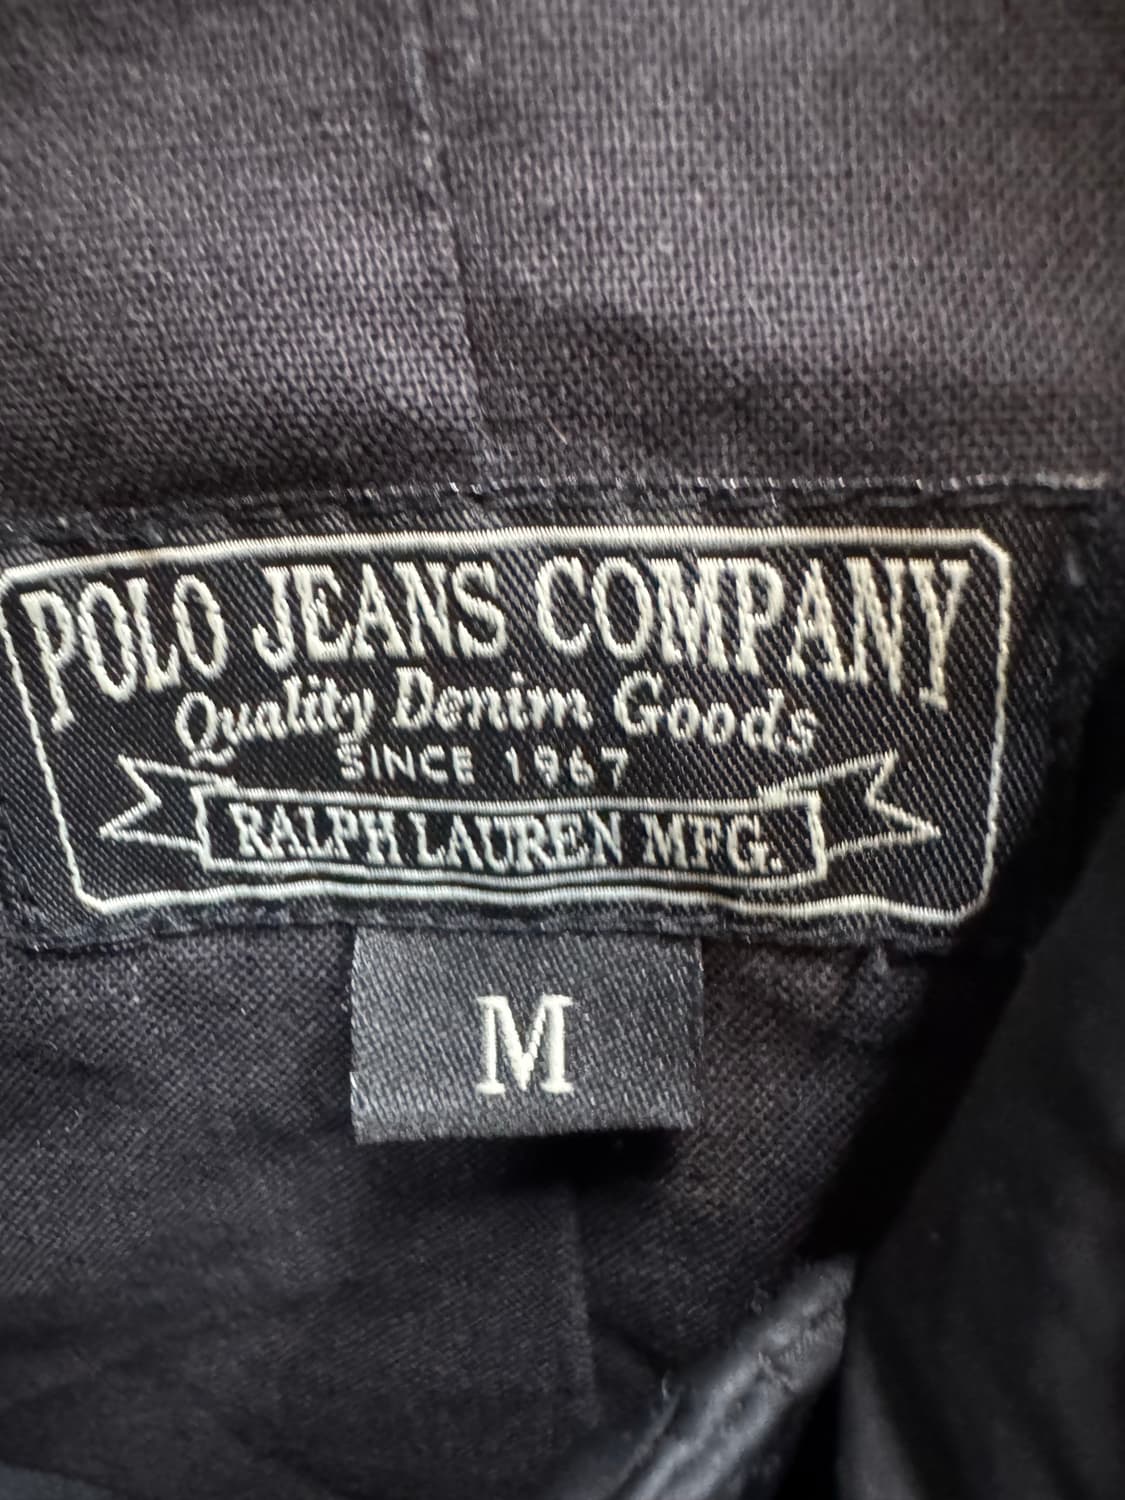 POLO JEANS COMPANY
Quality Denim Goods
SINCE 1967
RALPH LAUREN MFG.
M